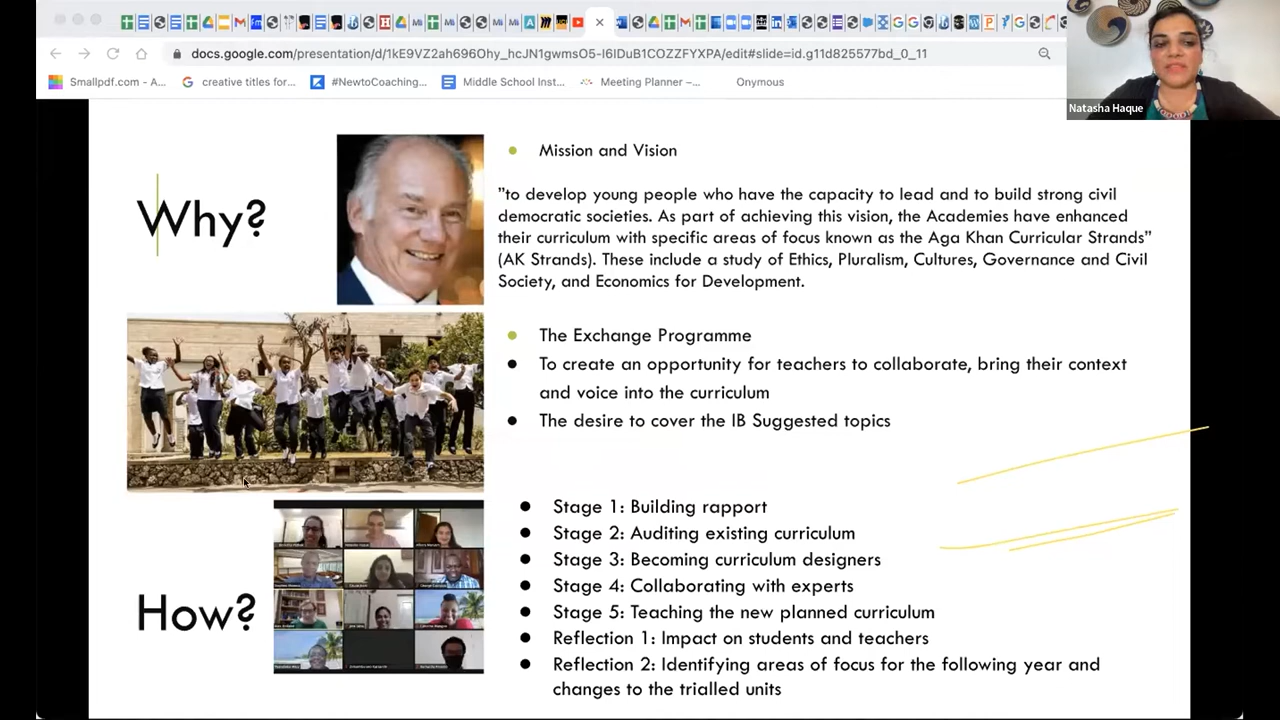 docs.google.com/presentation/d/1kE9VZ2ah696nhy_hcJN1gwmsO5-I6lDuB1COZZFYXPA/edit#slide=id.g11d825577bd_0_11
Smallpdf.com - A...
creative titles for...
#NewtoCoaching...
Middle School Inst...
Meeting Planner –...
Onymous
Natasha Haque
Why?
Mission and Vision
"to develop young people who have the capacity to lead and to build strong civil
democratic societies. As part of achieving this vision, the Academies have enhanced
their curriculum with specific areas of focus known as the Aga Khan Curricular Strands"
(AK Strands). These include a study of Ethics, Pluralism, Cultures, Governance and Civil
Society, and Economics for Development.
The Exchange Programme
To create an opportunity for teachers to collaborate, bring their context
and voice into the curriculum
The desire to cover the IB Suggested topics
How?
Stage 1: Building rapport
Stage 2: Auditing existing curriculum
Stage 3: Becoming curriculum designers
Stage 4: Collaborating with experts
Stage 5: Teaching the new planned curriculum
Reflection 1: Impact on students and teachers
Reflection 2: Identifying areas of focus for the following year and
changes to the trialled units